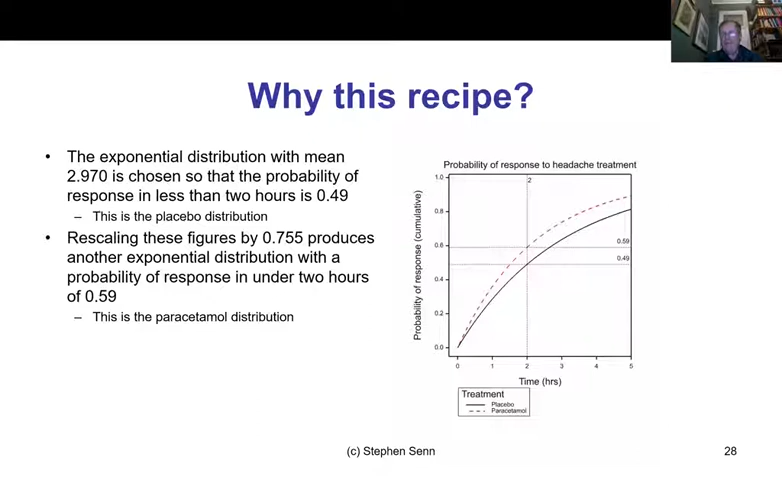 Why this recipe?
• The exponential distribution with mean
2.970 is chosen so that the probability of
response in less than two hours is 0.49
– This is the placebo distribution
• Rescaling these figures by 0.755 produces
another exponential distribution with a
probability of response in under two hours
of 0.59
– This is the paracetamol distribution
Probability of response to headache treatment
Probability of response (cumulative)
1.0
0.8
0.6
0.4
0.2
0.0
2
0.59
0.49
0 1 2 3 4 5
Time (hrs)
Treatment
Placebo
Paracetamol
(c) Stephen Senn
28